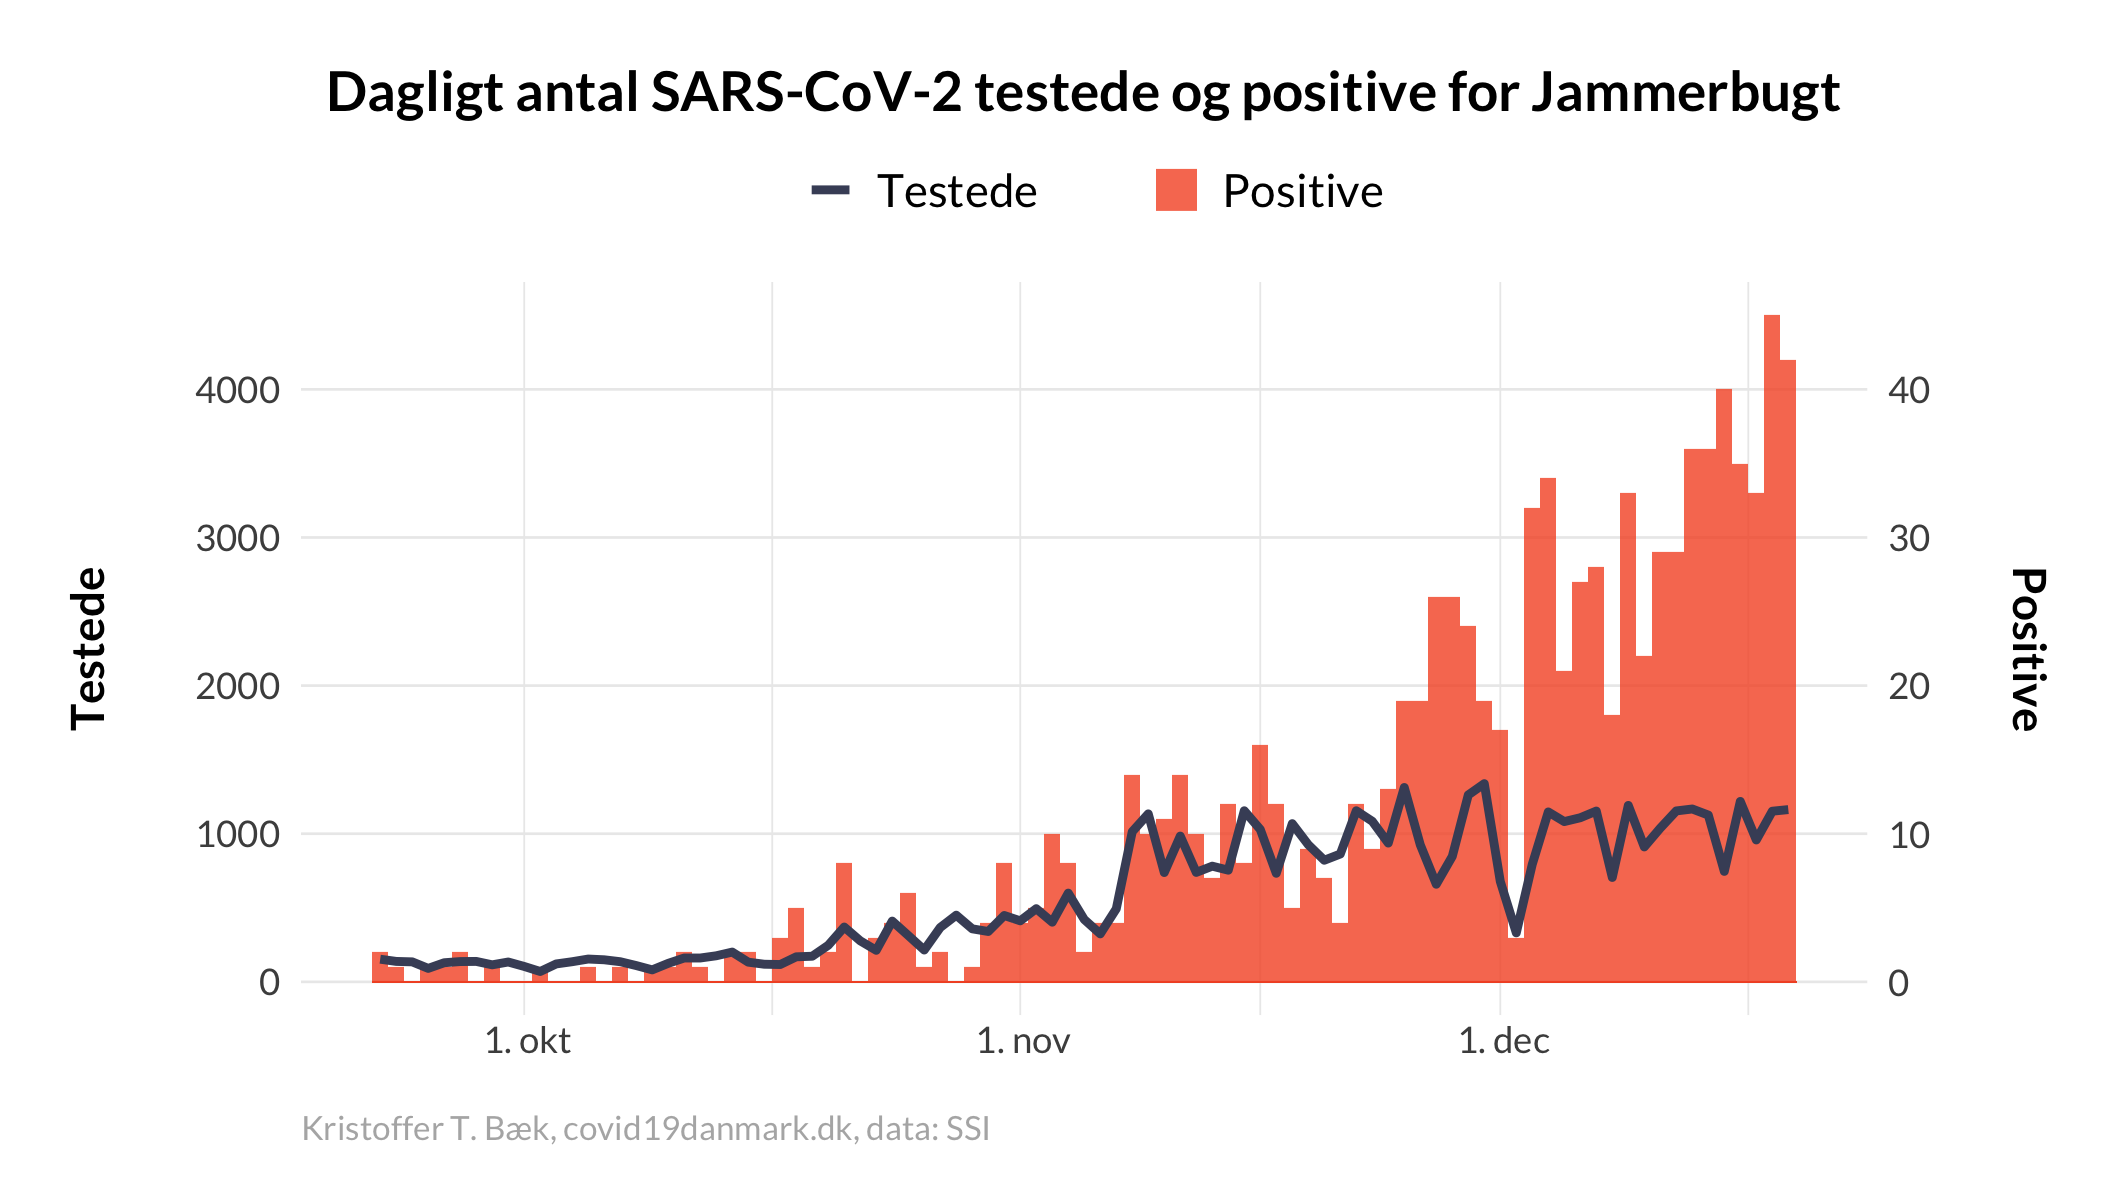 Dagligt antal SARS-CoV-2 testede og positive for Jammerbugt
Testede
Positive
4000
3000
2000
1000
0
40
30
20
10
0
Testede
Positive
1. okt
1. nov
1. dec
Kristoffer T. Bæk, covid19danmark.dk, data: SSI